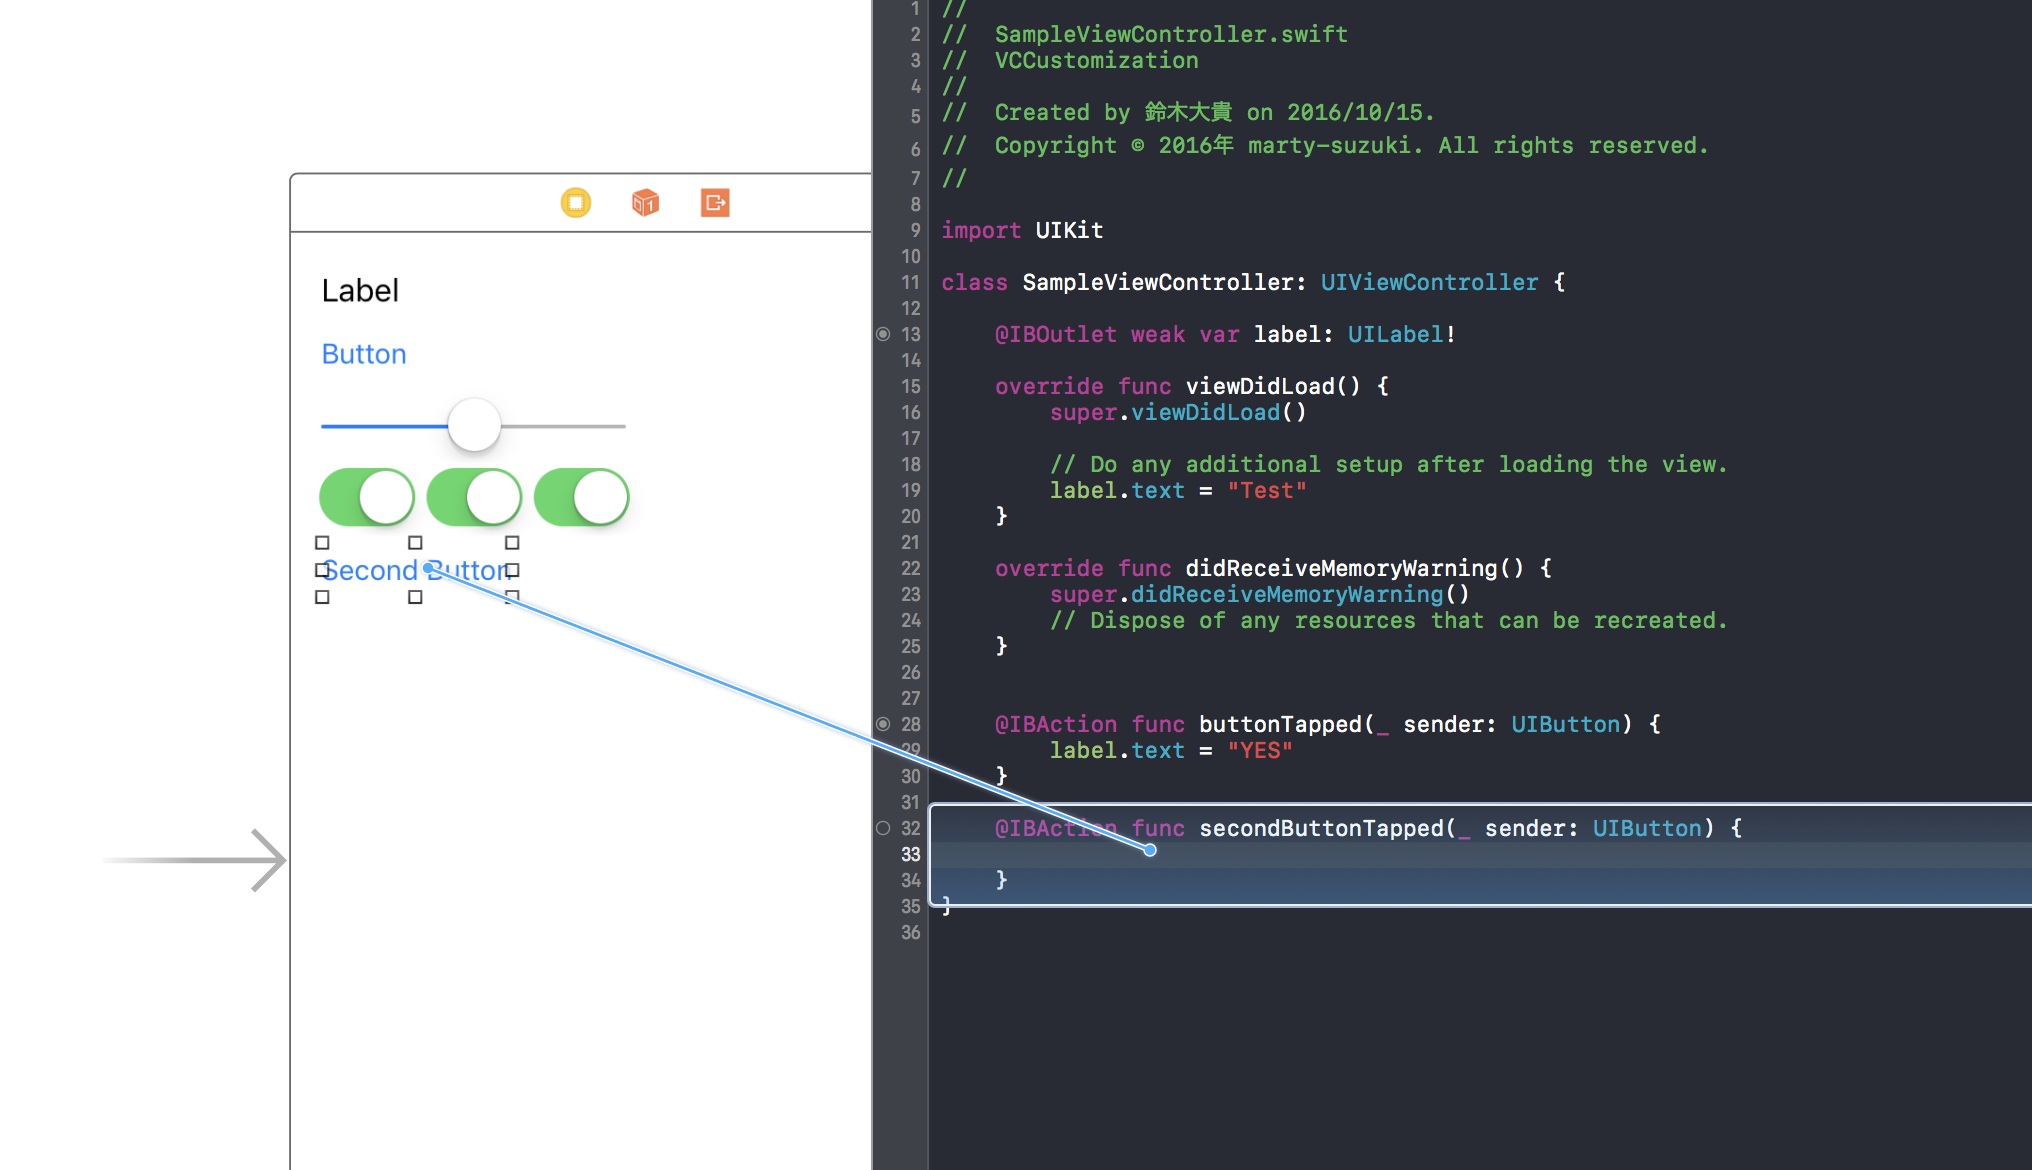 Label
Button
Second Button
1 //
2 //  SampleViewController.swift
3 //  VCCustomization
4 //
5 //  Created by 鈴木大貴 on 2016/10/15.
6 //  Copyright © 2016年 marty-suzuki. All rights reserved.
7 //
8
9 import UIKit
10
11 class SampleViewController: UIViewController {
12
13     @IBOutlet weak var label: UILabel!
14
15     override func viewDidLoad() {
16         super.viewDidLoad()
17
18         // Do any additional setup after loading the view.
19         label.text = "Test"
20     }
21
22     override func didReceiveMemoryWarning() {
23         super.didReceiveMemoryWarning()
24         // Dispose of any resources that can be recreated.
25     }
26
27
28     @IBAction func buttonTapped(_ sender: UIButton) {
29         label.text = "YES"
30     }
31
32     @IBAction func secondButtonTapped(_ sender: UIButton) {
33
34     }
35 }
36